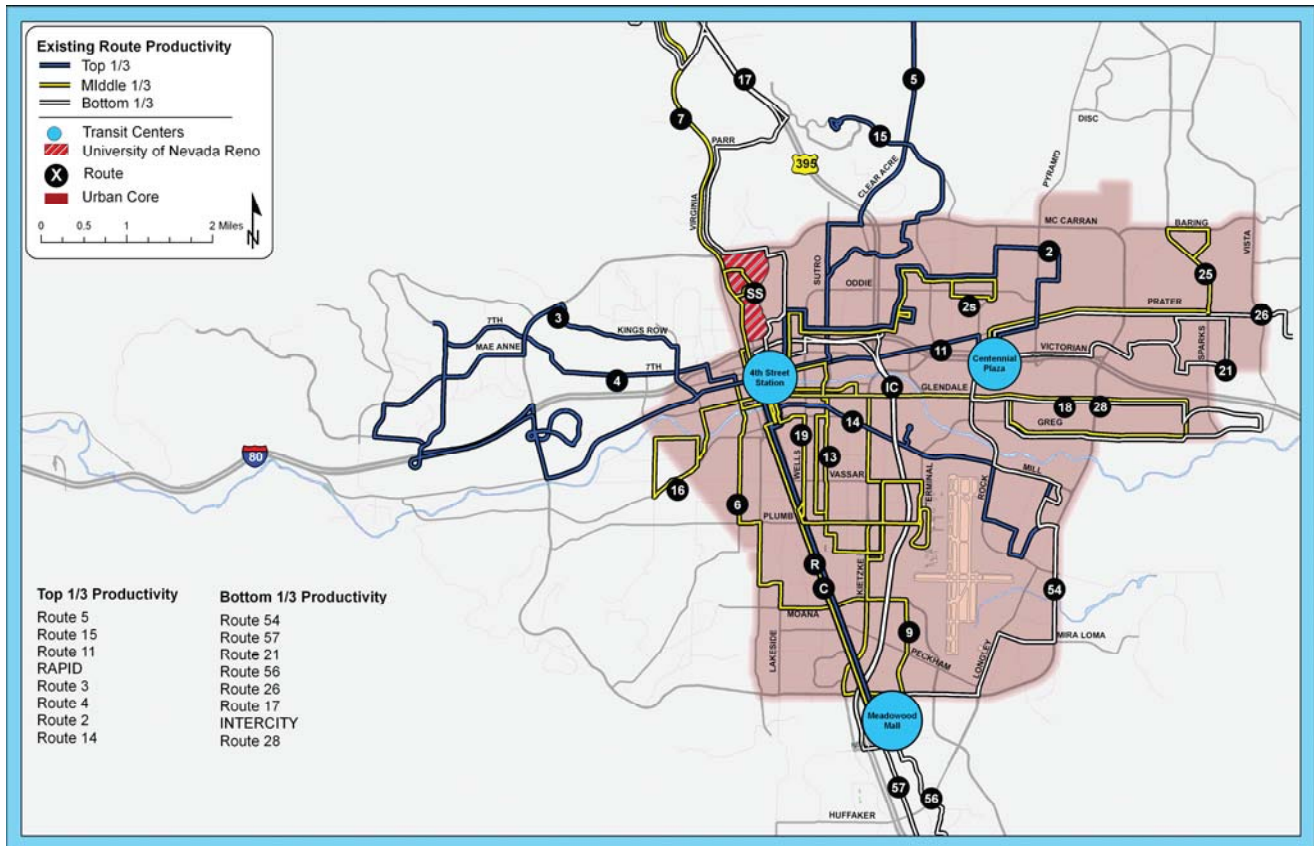 Existing Route Productivity
Top 1/3
MIddle 1/3
Bottom 1/3
Transit Centers
University of Nevada Reno
X
Route
Urban Core
0 0.5 1 2 Miles
N
17
5
7
15
PARR
DISC
395
CLEAR ACRE
PYRAMID
VIRGINIA
MC CARRAN
BARING
VISTA
SUTRO
2
SS
ODDIE
25
2s
3
7TH
KINGS ROW
PRATER
26
MAE ANNE
11
VICTORIAN
SPARKS
4
7TH
4th Street
Station
Centennial
Plaza
IC
GLENDALE
21
18
28
14
GREG
19
80
13
WELLS
VASSAR
TERMINAL
ROCK
MILL
16
6
PLUMB
R
C
KIETZKE
54
MOANA
9
LAKESIDE
PECKHAM
LONGLEY
MIRA LOMA
Meadowood
Mall
57
56
HUFFAKER
Top 1/3 Productivity
Route 5
Route 15
Route 11
RAPID
Route 3
Route 4
Route 2
Route 14
Bottom 1/3 Productivity
Route 54
Route 57
Route 21
Route 56
Route 26
Route 17
INTERCITY
Route 28